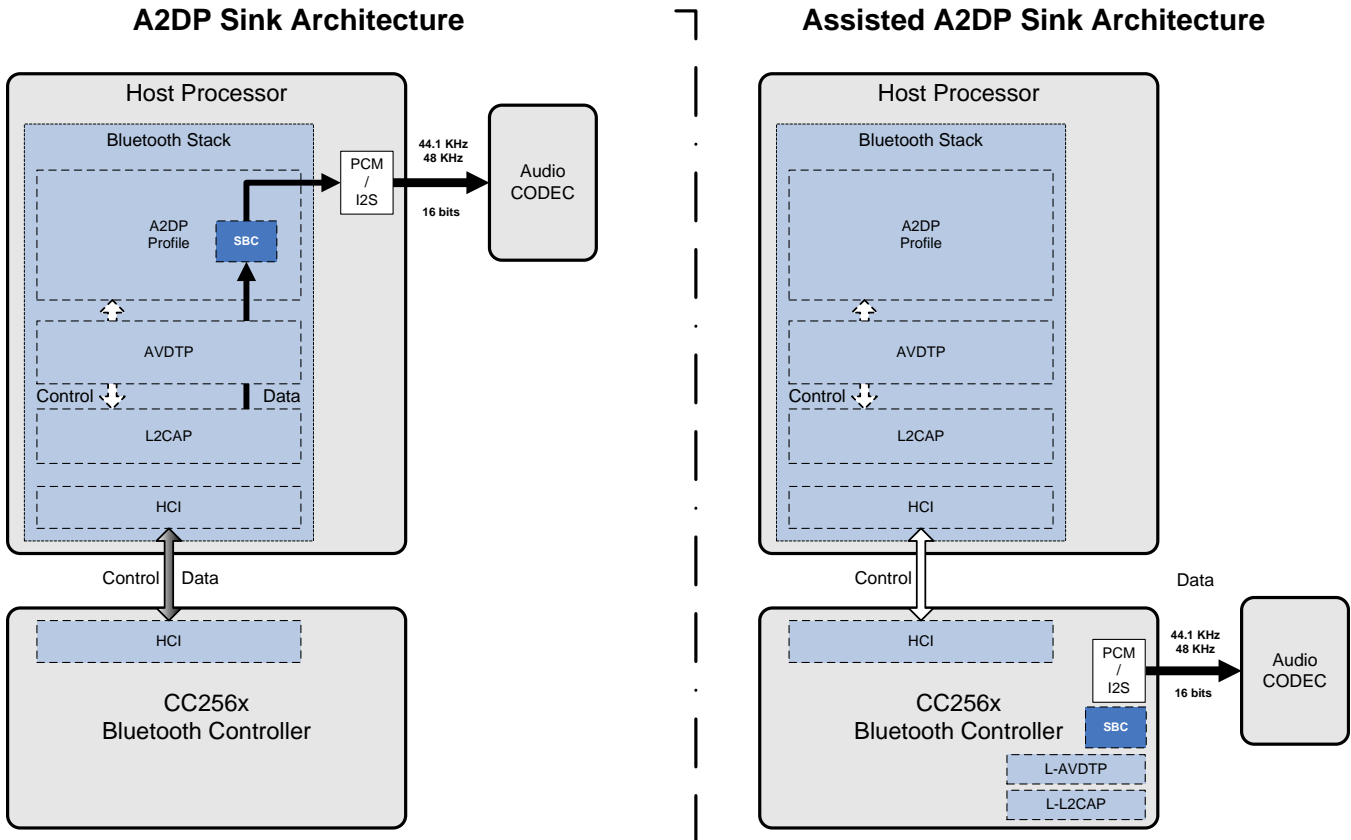 A2DP Sink Architecture
Host Processor
Bluetooth Stack
A2DP
Profile
SBC
PCM
/
I2S
44.1 KHz
48 KHz
16 bits
Audio
CODEC
AVDTP
Control
Data
L2CAP
HCI
Control
Data
HCI
CC256x
Bluetooth Controller
Assisted A2DP Sink Architecture
Host Processor
Bluetooth Stack
A2DP
Profile
AVDTP
Control
L2CAP
HCI
Control
Data
HCI
CC256x
Bluetooth Controller
PCM
/
I2S
44.1 KHz
48 KHz
16 bits
Audio
CODEC
SBC
L-AVDTP
L-L2CAP